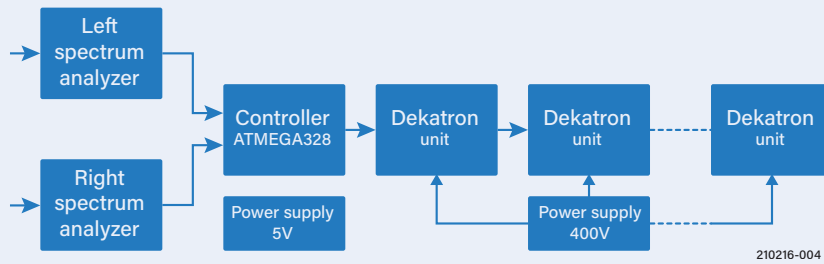 Left
spectrum
analyzer
Right
spectrum
analyzer
Controller
ATMEGA328
Power supply
5V
Dekatron
unit
Dekatron
unit
Power supply
400V
Dekatron
unit
210216-004